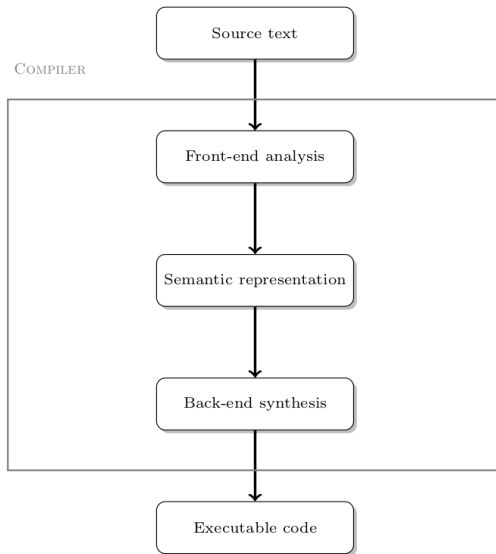 Source text
COMPILER
Front-end analysis
Semantic representation
Back-end synthesis
Executable code